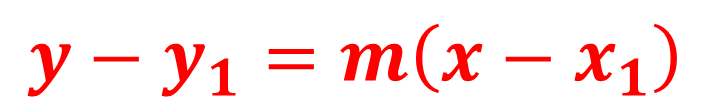 y − y₁ = m(x − x₁)